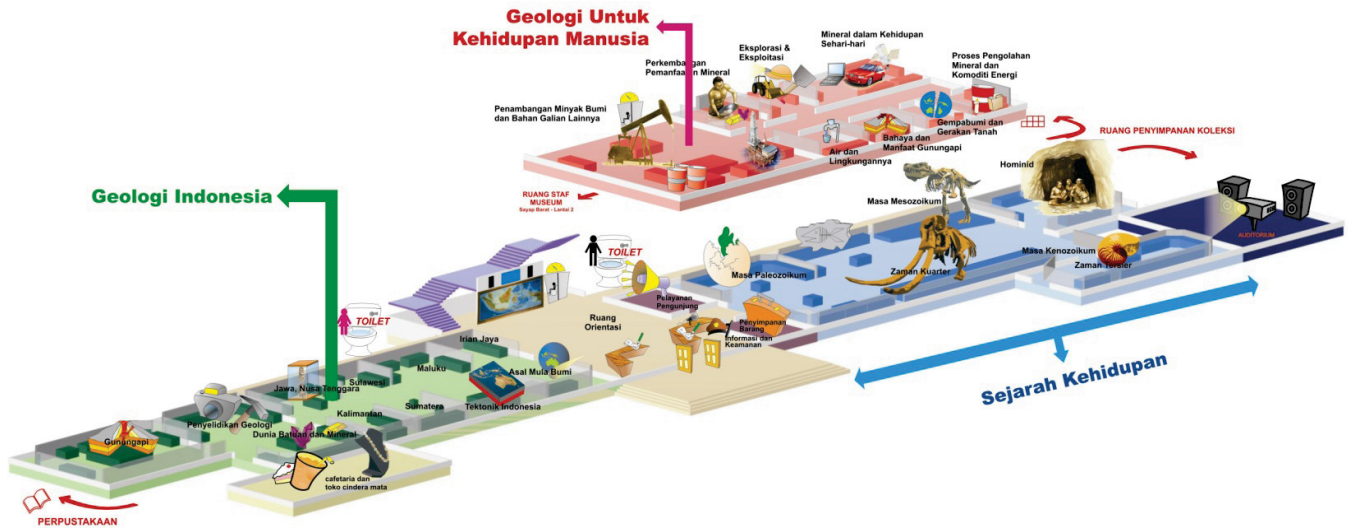 Geologi Untuk
Kehidupan Manusia
Perkembangan
Pemanfaatan Mineral
Eksplorasi &
Eksploitasi
Mineral dalam Kehidupan
Sehari-hari
Proses Pengolahan
Mineral dan
Komoditi Energi
Penambangan Minyak Bumi
dan Bahan Galian Lainnya
Air dan
Lingkungannya
Bahaya dan
Manfaat Gunungapi
Gempabumi dan
Gerakan Tanah
RUANG PENYIMPANAN KOLEKSI
RUANG STAF
MUSEUM
Sayap Barat - Lantai 2
Hominid
Masa Mesozoikum
Masa Kenozoikum
Zaman Tersier
Zaman Kuarter
Masa Paleozoikum
AUDITORIUM
Sejarah Kehidupan
Geologi Indonesia
TOILET
TOILET
Pelayanan
Pengunjung
Penyimpanan
Barang
Informasi dan
Keamanan
Ruang
Orientasi
Irian Jaya
Maluku
Asal Mula Bumi
Jawa, Nusa Tenggara
Sulawesi
Kalimantan
Sumatera
Tektonik Indonesia
Penyelidikan Geologi
Dunia Batuan dan Mineral
Gunungapi
cafetaria dan
toko cindera mata
PERPUSTAKAAN